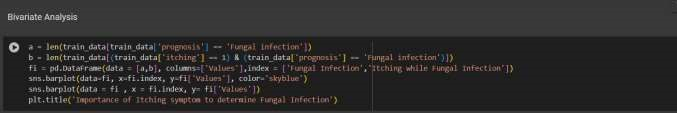 Bivariate Analysis
a = len(train_data[train_data['prognosis'] == 'Fungal infection'])
b = len(train_data[(train_data['itching'] == 1) & (train_data['prognosis'] == 'Fungal infection')])
fi = pd.DataFrame(data = [a,b], columns=['Values'],index = ['Fungal Infection','Itching while Fungal Infection'])
sns.barplot(data=fi, x=fi.index, y=fi['Values'], color='skyblue')
sns.barplot(data = fi , x = fi.index, y= fi['Values'])
plt.title('Importance of Itching symptom to determine Fungal Infection')